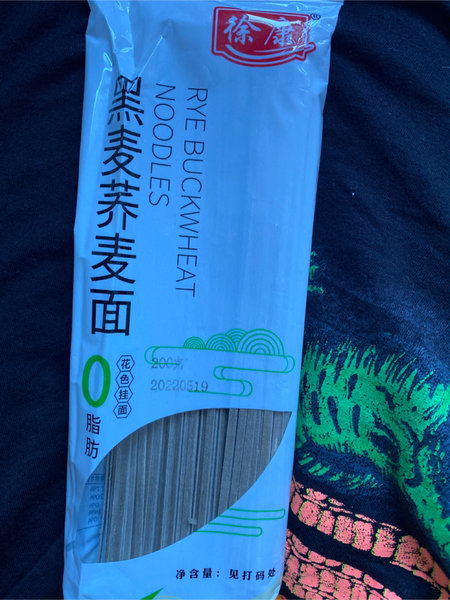 徐康
®
RYE BUCKWHEAT
NOODLES
黑麦荞麦面
0脂肪
花色挂面
200克
20220519
净含量：见打码处